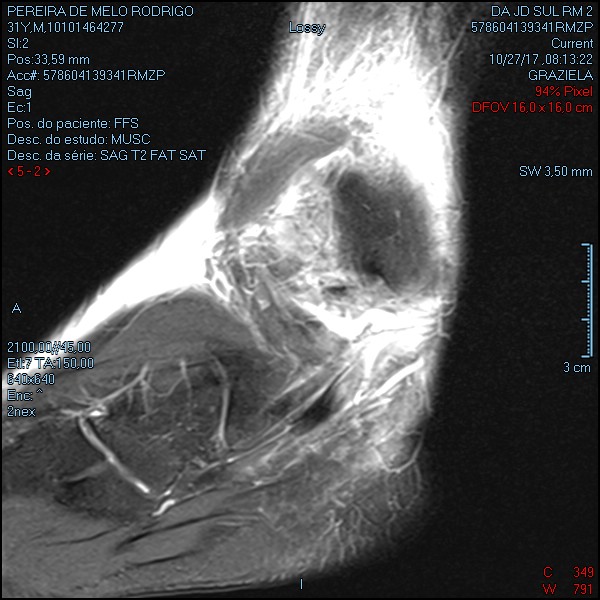 PEREIRA DE MELO RODRIGO
31Y,M,10101464277
Sl:2
Pos:33,59 mm
Acc#: 578604139341RMZP
Sag
Ec:1
Pos. do paciente: FFS
Desc. do estudo: MUSC
Desc. da série: SAG T2 FAT SAT
< 5 - 2 >
Lossy
DA JD SUL RM 2
578604139341RMZP
Current
10/27/17 ,08:13:22
GRAZIELA
94% Pixel
DFOV 16,0 x 16,0 cm
SW 3,50 mm
A
3 cm
2100,00//45,00
Etl:7 TA:150,00
640x640
Enc: ^
2nex
C 349
W 791
I